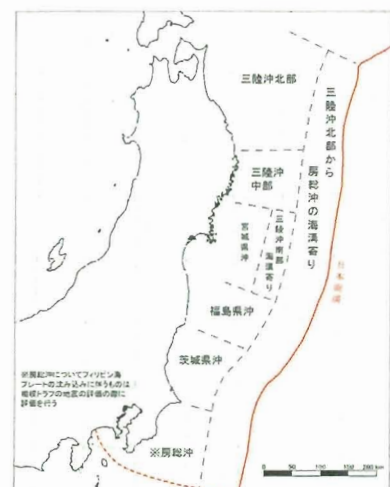 三陸沖北部
三陸沖北部から
房総沖の海溝寄り
三陸沖
中部
宮城県沖
三陸沖南部
海溝寄り
日本海溝
福島県沖
茨城県沖
※房総沖についてフィリピン海
プレートの沈み込みに伴うものは
相模トラフの地震の評価の際に
評価を行う
※房総沖
0 50 100 150 200 km